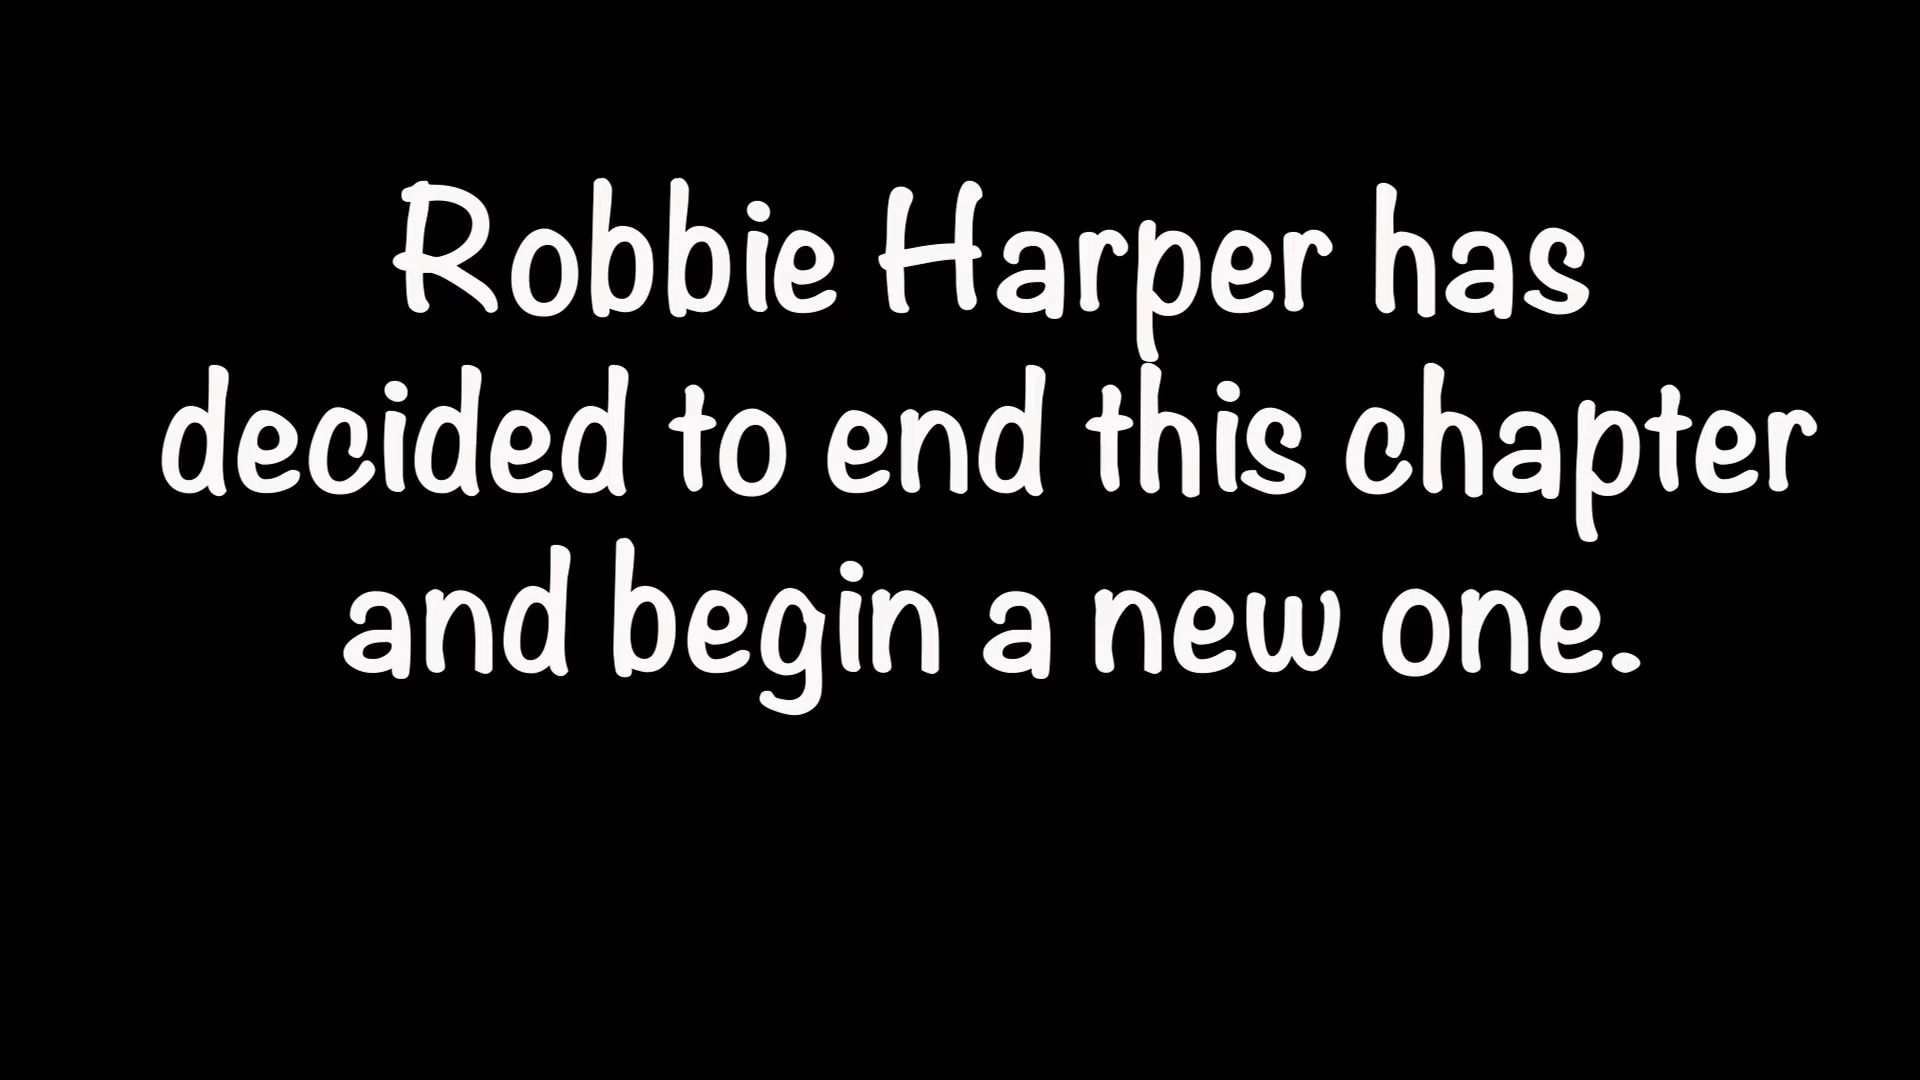 Robbie Harper has
decided to end this chapter
and begin a new one.